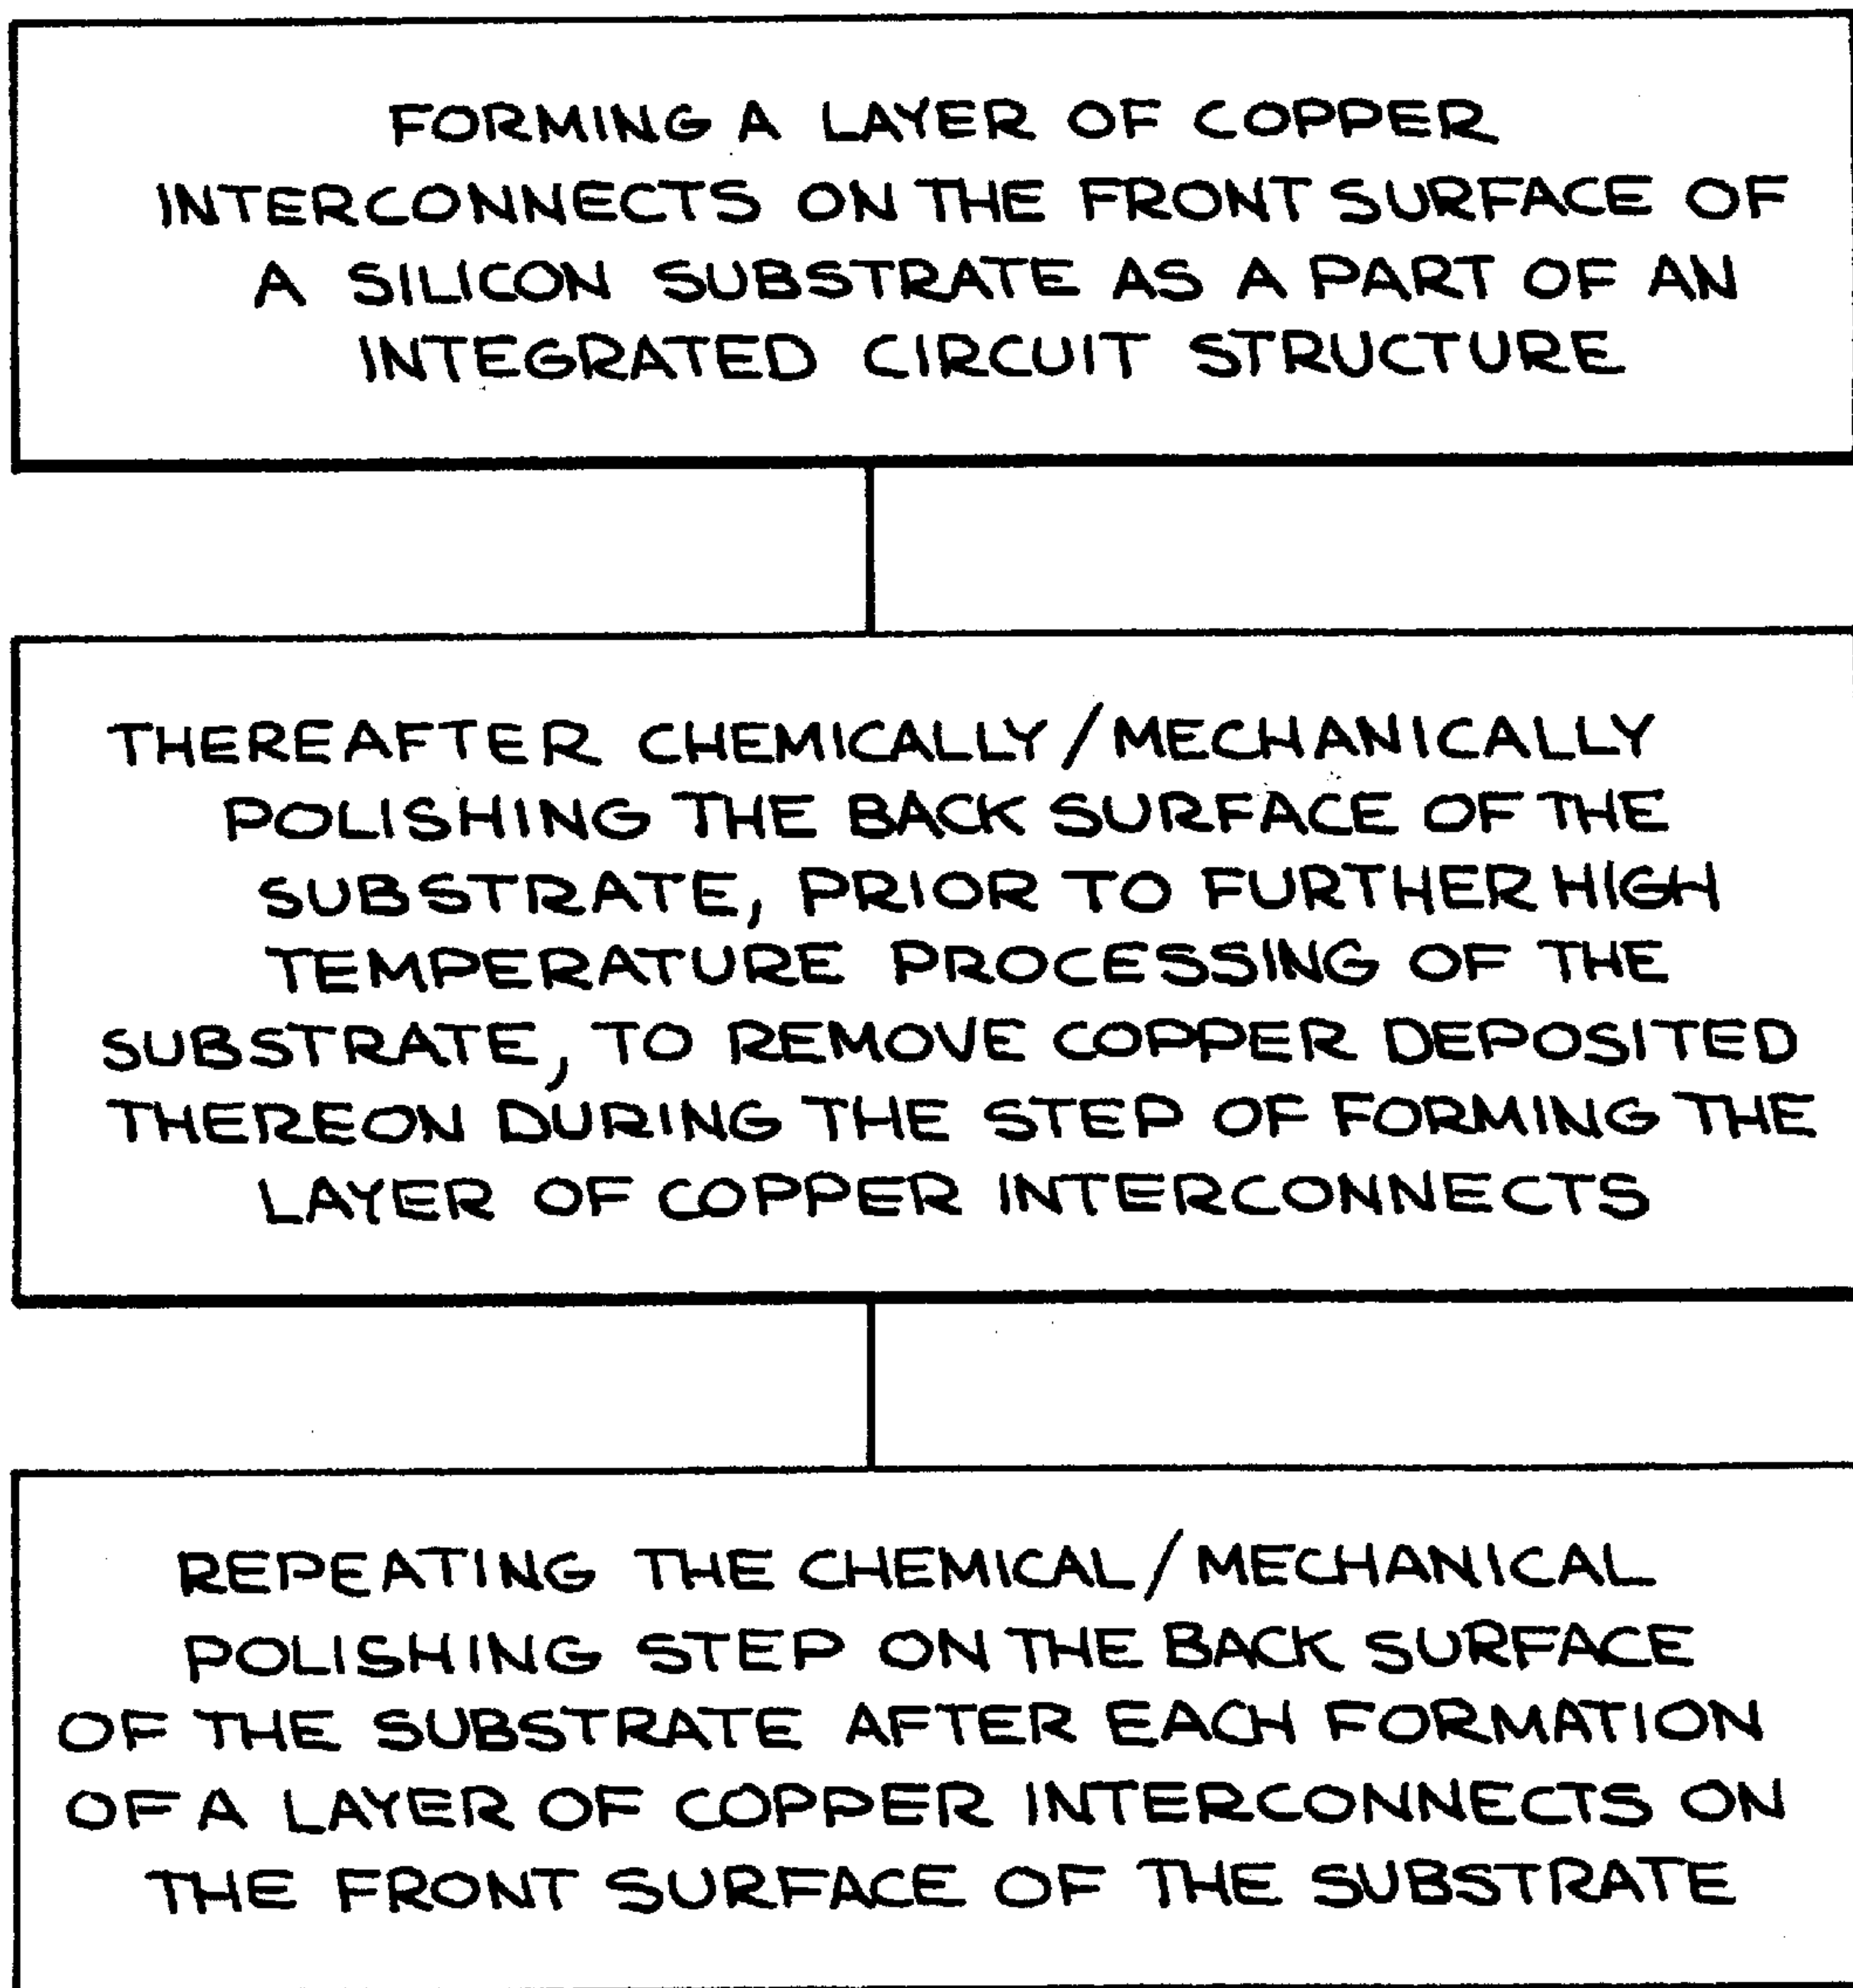 FORMING A LAYER OF COPPER
INTERCONNECTS ON THE FRONT SURFACE OF
A SILICON SUBSTRATE AS A PART OF AN
INTEGRATED CIRCUIT STRUCTURE
THEREAFTER CHEMICALLY/MECHANICALLY
POLISHING THE BACK SURFACE OF THE
SUBSTRATE, PRIOR TO FURTHER HIGH
TEMPERATURE PROCESSING OF THE
SUBSTRATE, TO REMOVE COPPER DEPOSITED
THEREON DURING THE STEP OF FORMING THE
LAYER OF COPPER INTERCONNECTS
REPEATING THE CHEMICAL/MECHANICAL
POLISHING STEP ON THE BACK SURFACE
OF THE SUBSTRATE AFTER EACH FORMATION
OF A LAYER OF COPPER INTERCONNECTS ON
THE FRONT SURFACE OF THE SUBSTRATE